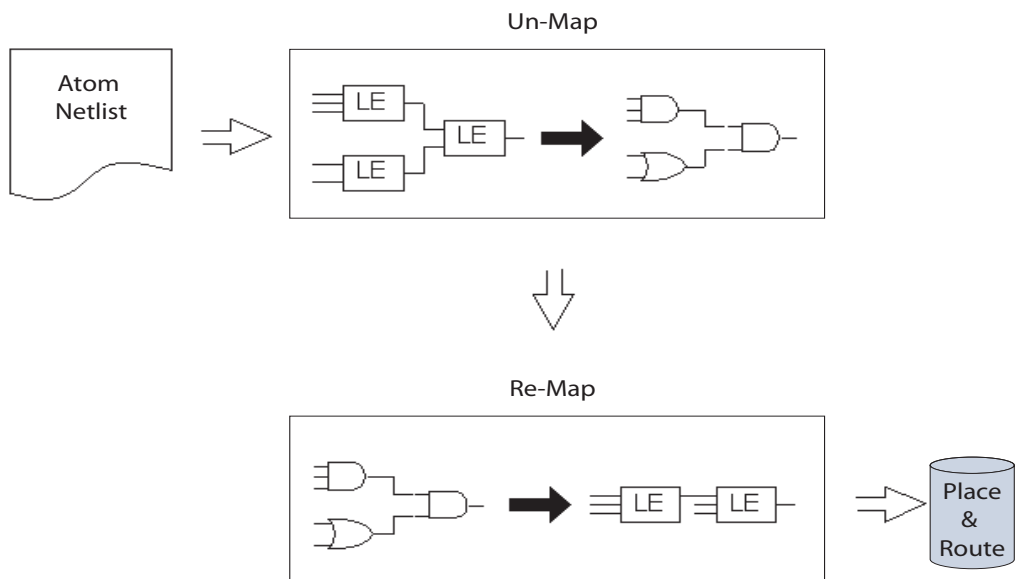 Un-Map
Atom
Netlist
LE
LE
LE
Re-Map
LE
LE
Place
&
Route